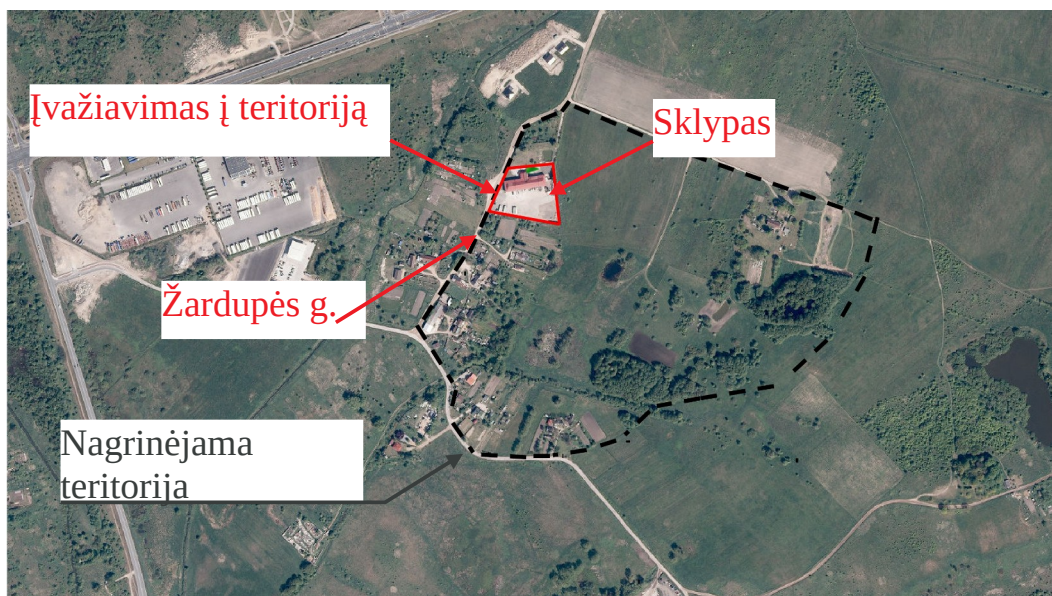 Įvažiavimas į teritoriją
Sklypas
Žardupės g.
Nagrinėjama
teritorija